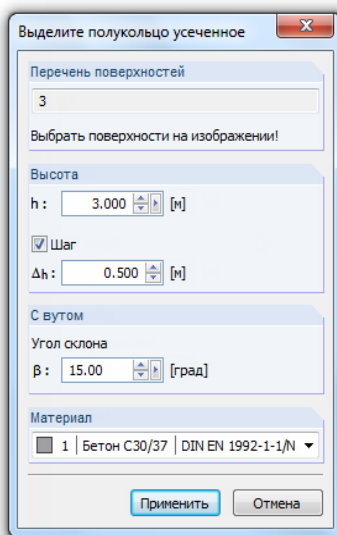 Выделите полукольцо усеченное
Перечень поверхностей
3
Выбрать поверхности на изображении!
Высота
h: 3.000 [м]
Шаг
Δh: 0.500 [м]
С вутом
Угол склона
β: 15.00 [град]
Материал
1 Бетон C30/37 DIN EN 1992-1-1/N
Применить Отмена